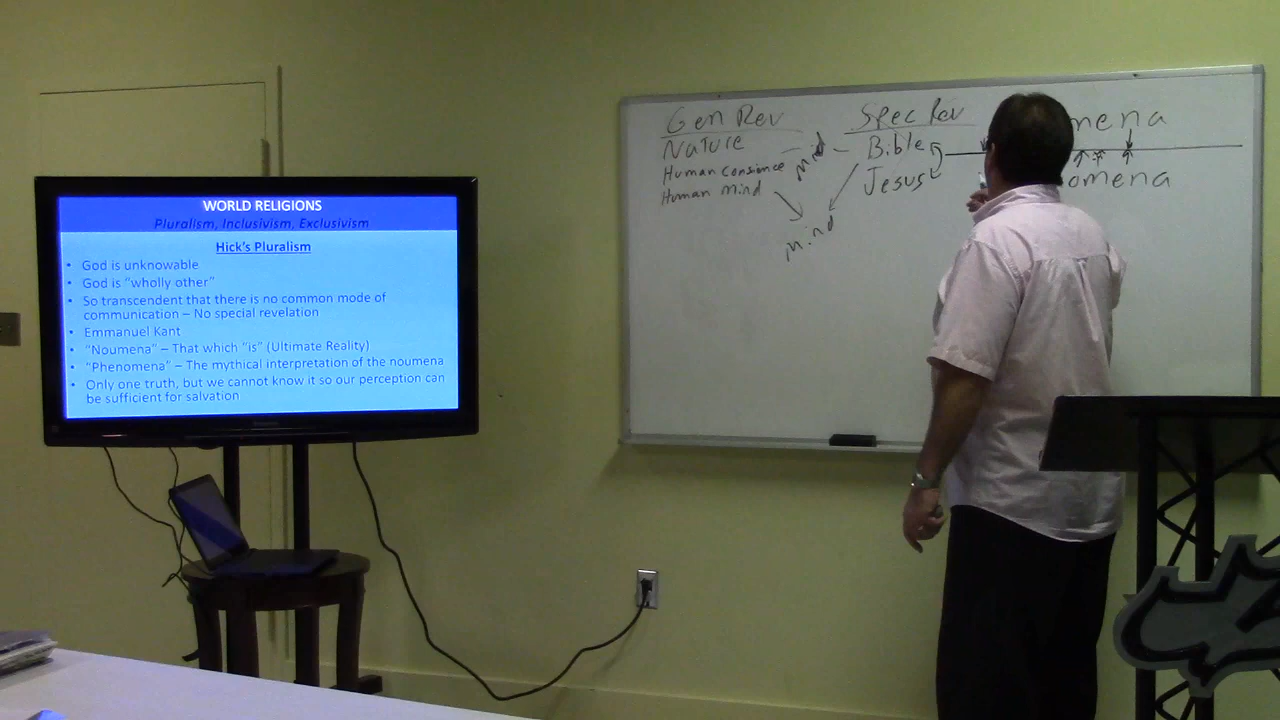 WORLD RELIGIONS
Pluralism, Inclusivism, Exclusivism
Hick's Pluralism
• God is unknowable
• God is "wholly other"
• So transcendent that there is no common mode of
communication – No special revelation
• Emmanuel Kant
• "Noumena" – That which "is" (Ultimate Reality)
• "Phenomena" – The mythical interpretation of the noumena
• Only one truth, but we cannot know it so our perception can
be sufficient for salvation
Gen Rev
Nature
Human Consience
Human Mind
Mind
Mind
Spec Rev
Bible
Jesus
mena
omena